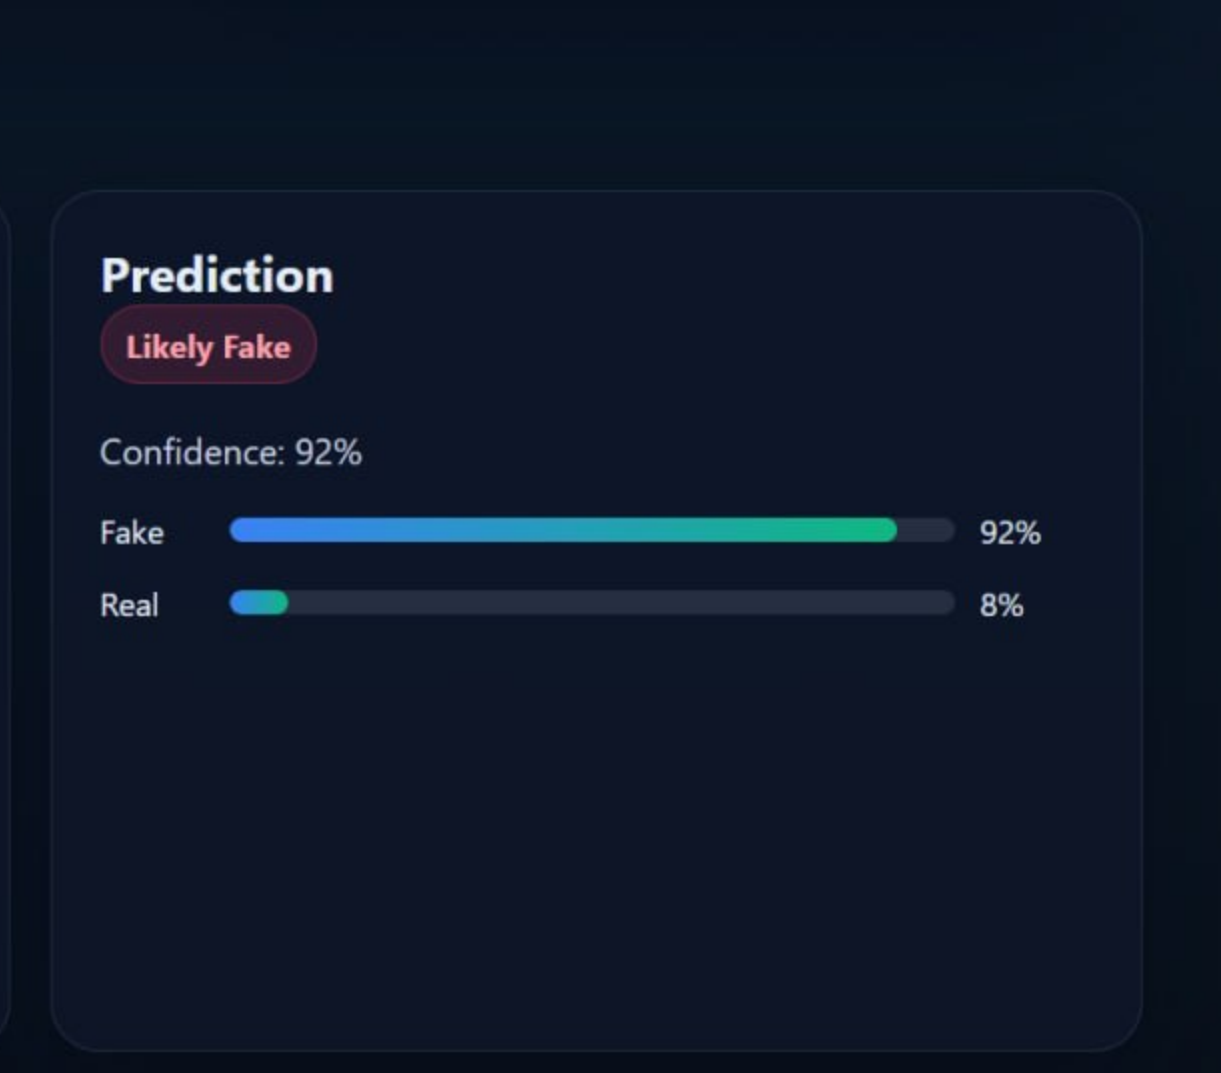 Prediction
Likely Fake
Confidence: 92%
Fake 92%
Real 8%